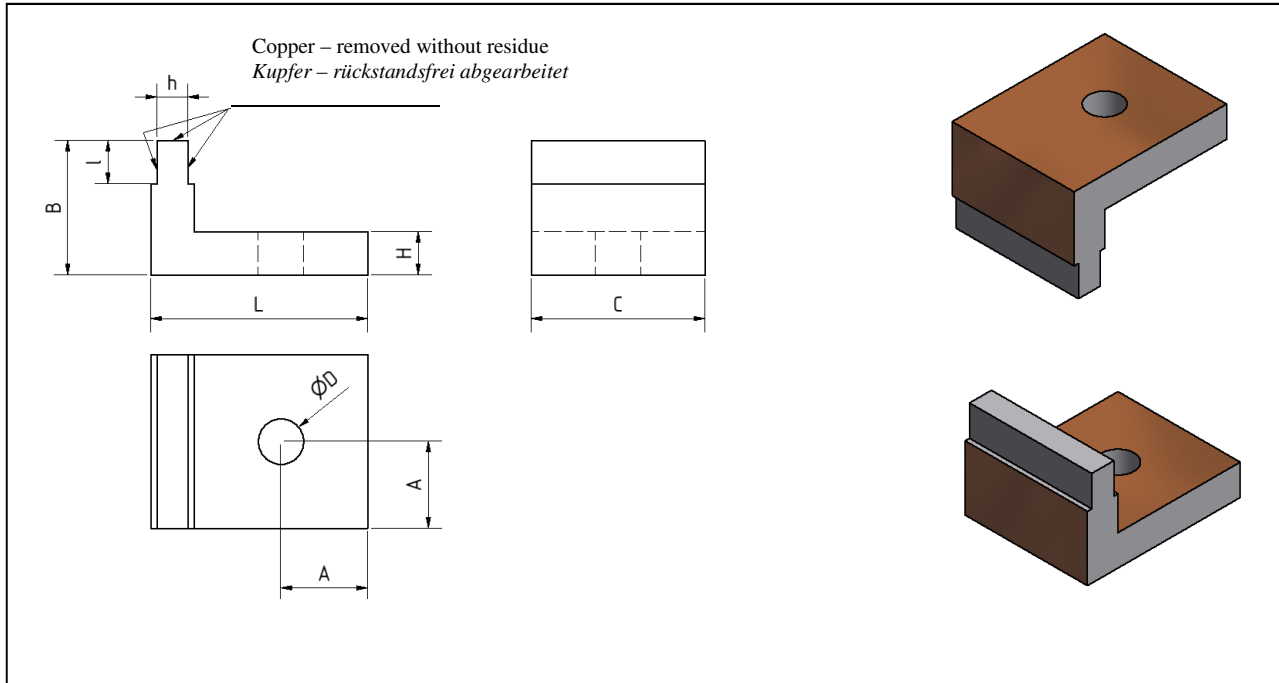 Copper – removed without residue
Kupfer – rückstandsfrei abgearbeitet
h
l
B
H
L
C
ØD
A
A